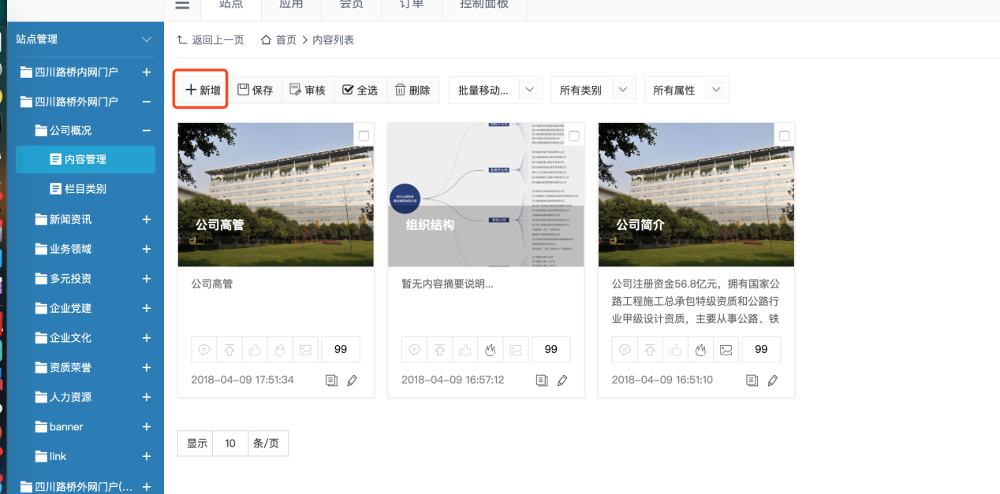 站点
应用
会员
订单
控制面板
站点管理
四川路桥内网门户
四川路桥外网门户
公司概况
内容管理
栏目类别
新闻资讯
业务领域
多元投资
企业党建
企业文化
资质荣誉
人力资源
banner
link
四川路桥外网门户(...
返回上一页 首页 > 内容列表
新增 保存 审核 全选 删除 批量移动... 所有类别 所有属性
公司高管
公司高管
99
2018-04-09 17:51:34
组织结构
暂无内容摘要说明...
99
2018-04-09 16:57:12
公司简介
公司注册资金56.8亿元，拥有国家公
路工程施工总承包特级资质和公路行
业甲级设计资质，主要从事公路、铁
99
2018-04-09 16:51:10
显示 10 条/页